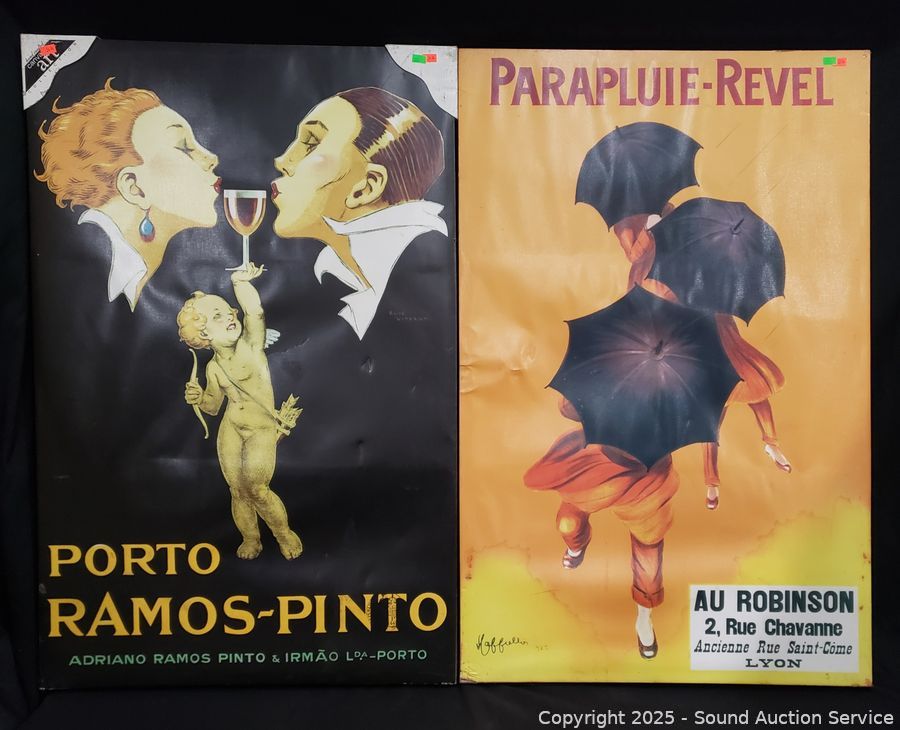 art
PORTO
RAMOS-PINTO
ADRIANO RAMOS PINTO & IRMÃO LDA-PORTO
PARAPLUIE-REVEL
AU ROBINSON
2, Rue Chavanne
Ancienne Rue Saint-Côme
LYON
Copyright 2025 - Sound Auction Service